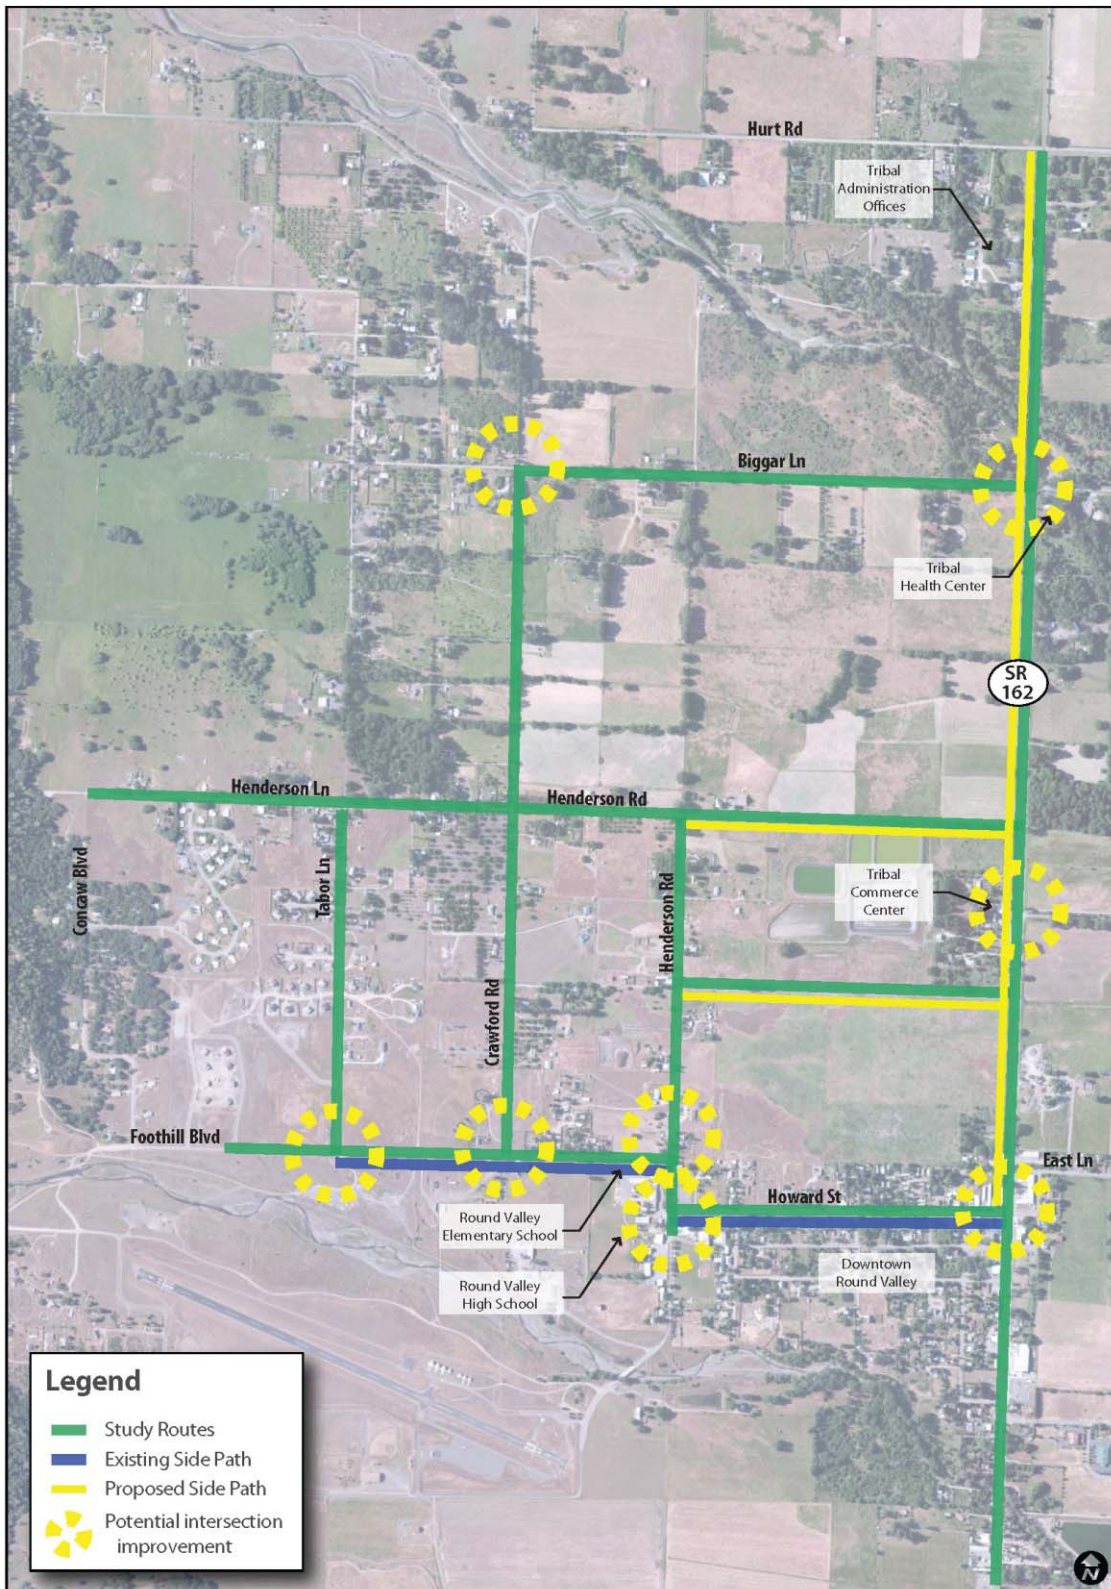 Hurt Rd
Tribal
Administration
Offices
Biggar Ln
Tribal
Health Center
SR
162
Henderson Ln
Henderson Rd
Concaw Blvd
Tabor Ln
Crawford Rd
Henderson Rd
Tribal
Commerce
Center
Foothill Blvd
East Ln
Howard St
Round Valley
Elementary School
Round Valley
High School
Downtown
Round Valley
Legend
Study Routes
Existing Side Path
Proposed Side Path
Potential intersection
improvement
N